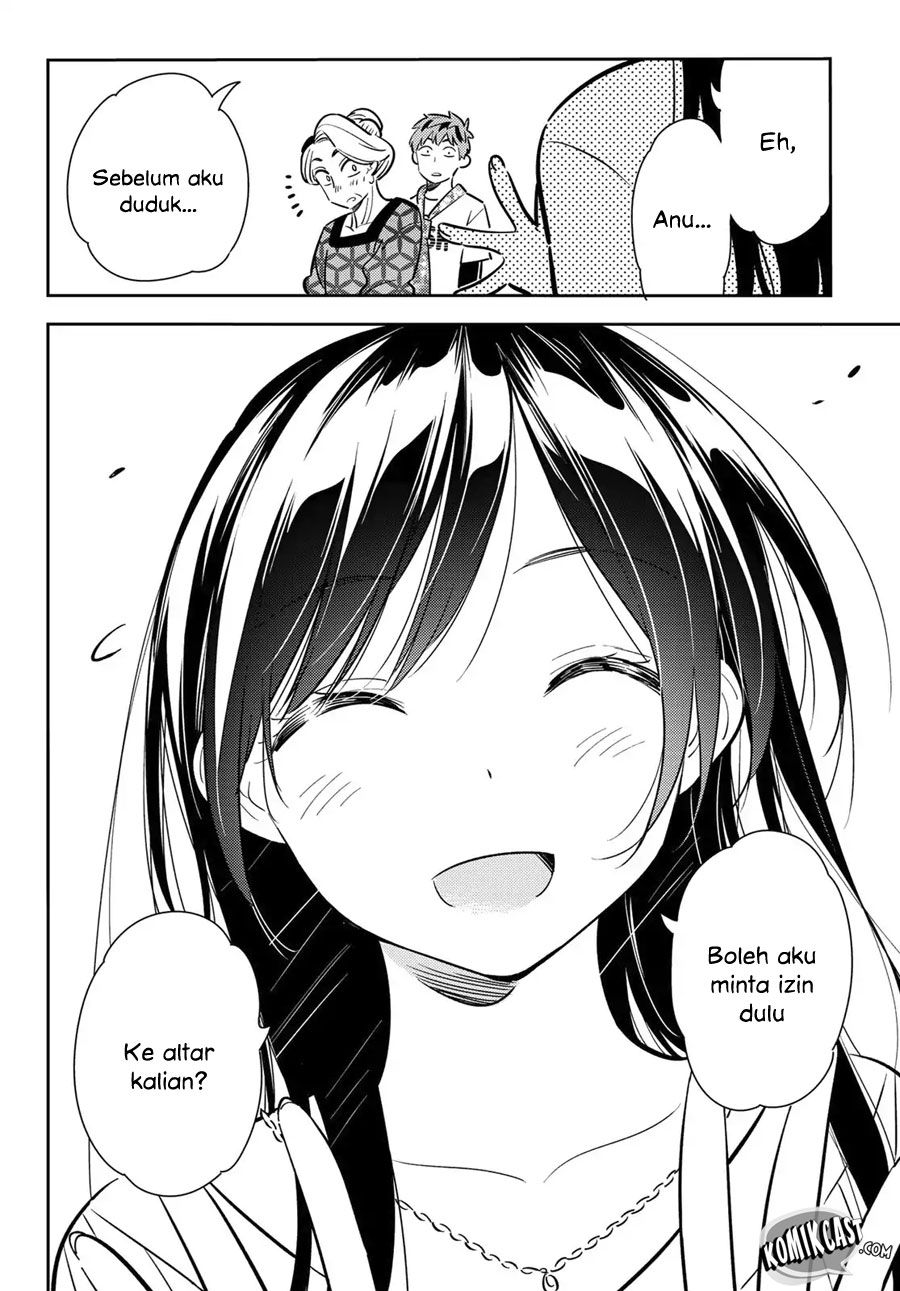 Eh,
Anu...
Sebelum aku
duduk...
Boleh aku
minta izin
dulu
Ke altar
kalian?
KOMIKCAST
.COM